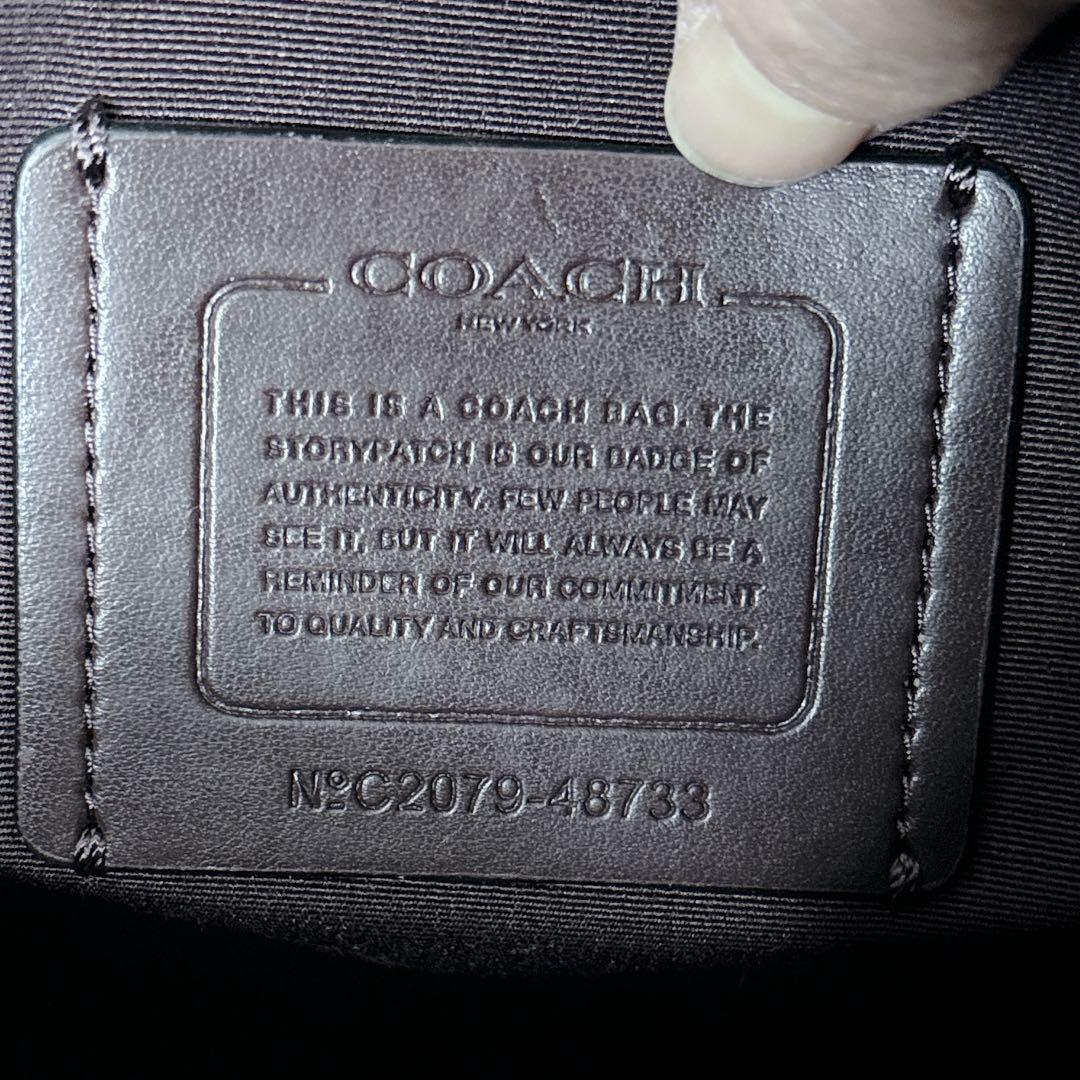 COACH
NEW YORK
THIS IS A COACH BAG. THE
STORYPATCH IS OUR BADGE OF
AUTHENTICITY. FEW PEOPLE MAY
SEE IT, BUT IT WILL ALWAYS BE A
REMINDER OF OUR COMMITMENT
TO QUALITY AND CRAFTSMANSHIP.
NºC2079-48733